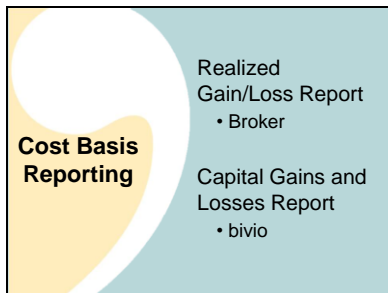 Cost Basis
Reporting
Realized
Gain/Loss Report
• Broker
Capital Gains and
Losses Report
• bivio